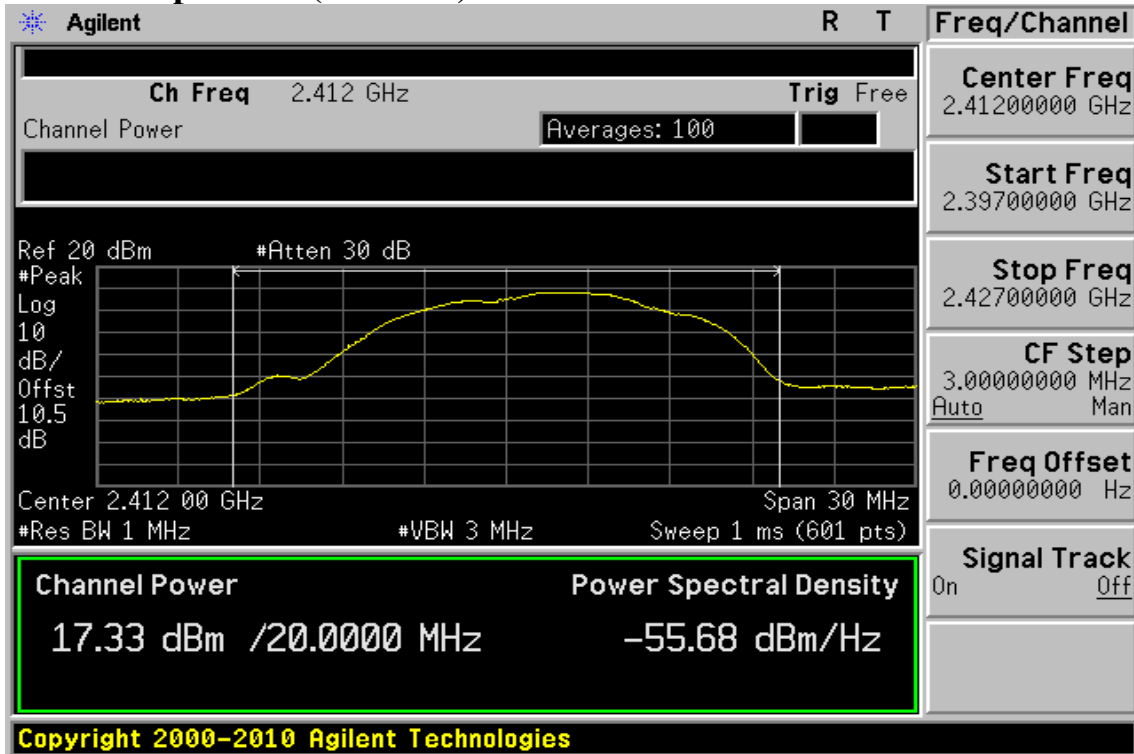 Agilent R T
Ch Freq 2.412 GHz Trig Free
Channel Power Averages: 100
Ref 20 dBm #Atten 30 dB
#Peak
Log
10
dB/
Offst
10.5
dB
Center 2.412 00 GHz Span 30 MHz
#Res BW 1 MHz #VBW 3 MHz Sweep 1 ms (601 pts)
Channel Power Power Spectral Density
17.33 dBm /20.0000 MHz -55.68 dBm/Hz
Copyright 2000-2010 Agilent Technologies
Freq/Channel
Center Freq
2.41200000 GHz
Start Freq
2.39700000 GHz
Stop Freq
2.42700000 GHz
CF Step
3.00000000 MHz
Auto Man
Freq Offset
0.00000000 Hz
Signal Track
On Off